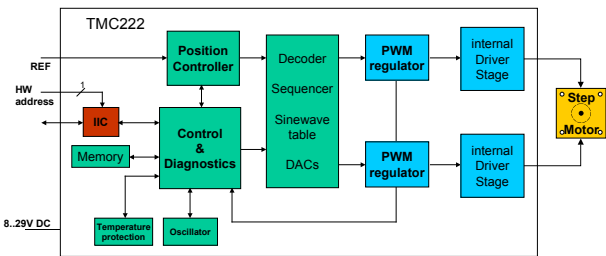 TMC222
REF
HW
address
1
IIC
Memory
8..29V DC
Position
Controller
Control
&
Diagnostics
Temperature
protection
Oscillator
Decoder
Sequencer
Sinewave
table
DACs
PWM
regulator
PWM
regulator
internal
Driver
Stage
internal
Driver
Stage
Step
Motor